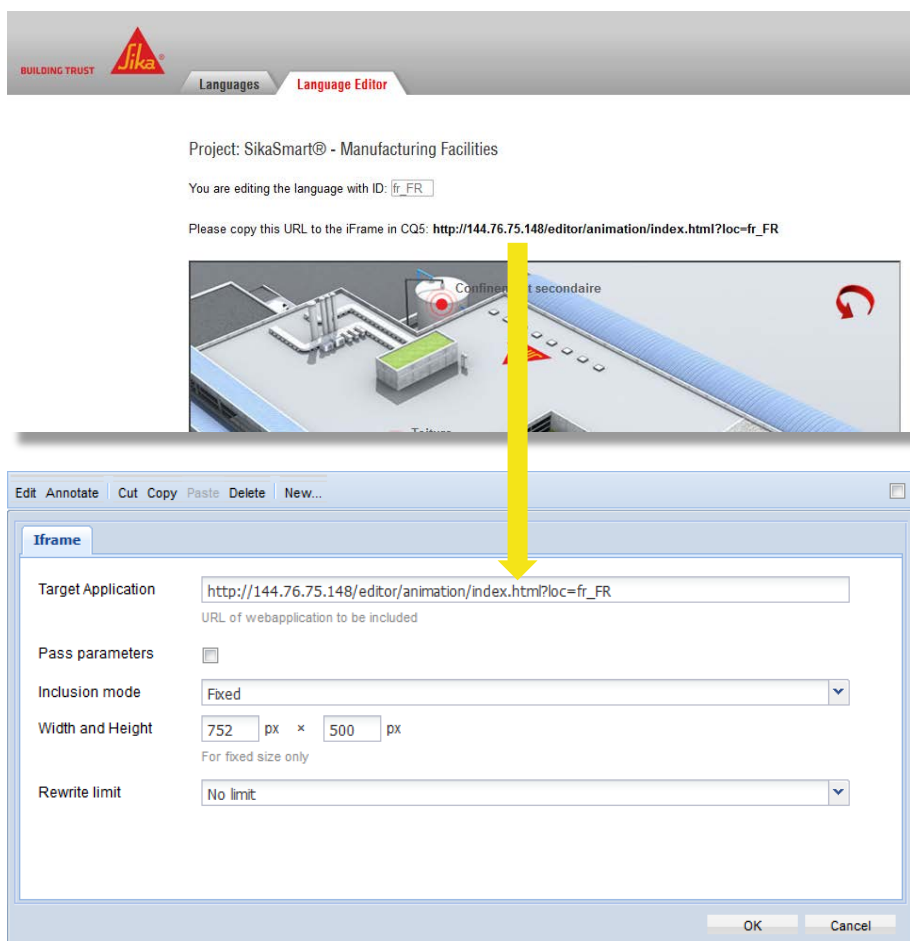 BUILDING TRUST
Sika®
Languages Language Editor
Project: SikaSmart® - Manufacturing Facilities
You are editing the language with ID: fr_FR
Please copy this URL to the iFrame in CQ5: http://144.76.75.148/editor/animation/index.html?loc=fr_FR
secondaire
Edit Annotate Cut Copy Paste Delete New...
Iframe
Target Application http://144.76.75.148/editor/animation/index.html?loc=fr_FR
URL of webapplication to be included
Pass parameters
Inclusion mode Fixed
Width and Height 752 px × 500 px
For fixed size only
Rewrite limit No limit
OK Cancel